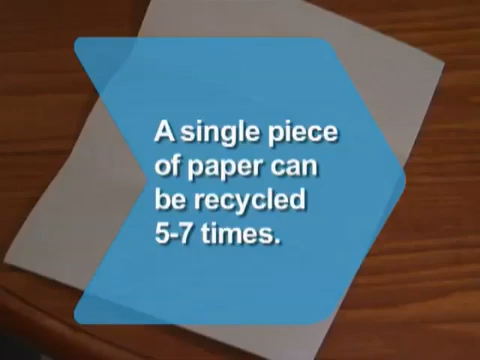 A single piece
of paper can
be recycled
5-7 times.